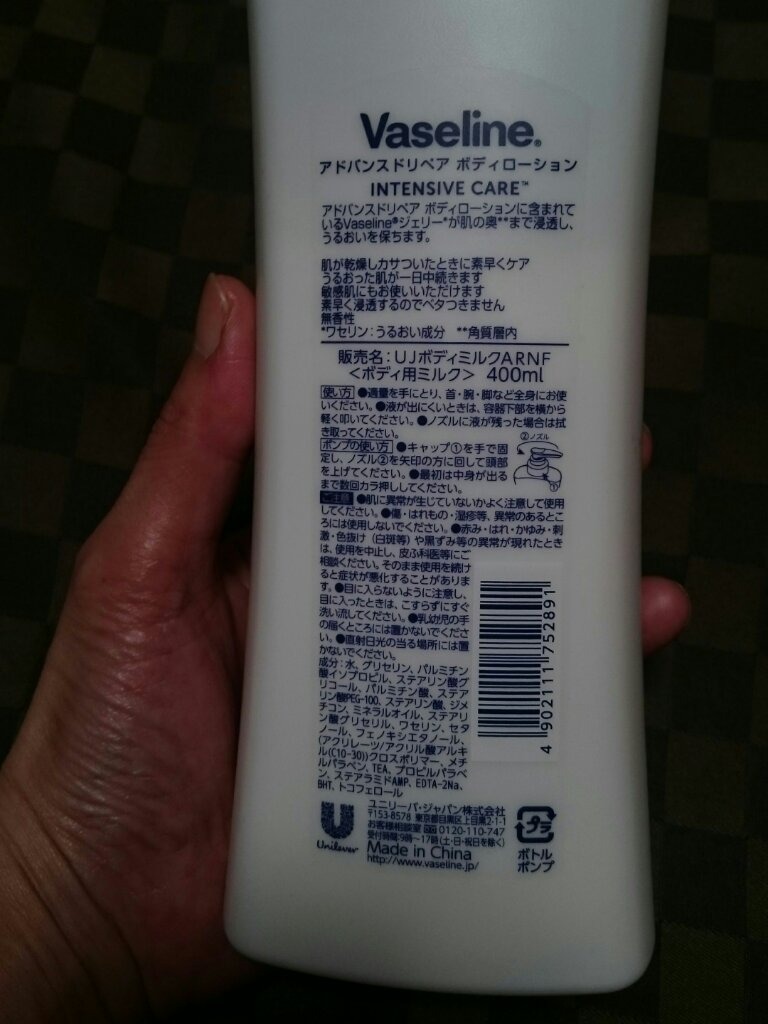 Vaseline®
アドバンスドリペア ボディローション
INTENSIVE CARE™
アドバンスドリペア ボディローションに含まれて
いるVaseline®ジェリー*が肌の奥**まで浸透し、
うるおいを保ちます。
肌が乾燥しカサついたときに素早くケア
うるおった肌が一日中続きます
敏感肌にもお使いいただけます
素早く浸透するのでベタつきません
無香性
*ワセリン：うるおい成分 **角質層内
販売名：UJボディミルクARNF
＜ボディ用ミルク＞ 400ml
使い方 ●適量を手にとり、首・腕・脚など全身にお使
いください。●液が出にくいときは、容器下部を横から
軽く叩いてください。●ノズルに液が残った場合は拭
き取ってください。
ポンプの使い方 ●キャップ①を手で固
定し、ノズル②を矢印の方に回して頭部
を上げてください。●最初は中身が出る
まで数回カラ押ししてください。
②ノズル
①
ご注意 ●肌に異常が生じていないかよく注意して使用
してください。●傷・はれもの・湿疹等、異常のあるとこ
ろには使用しないでください。●赤み・はれ・かゆみ・刺
激・色抜け（白斑等）や黒ずみ等の異常が現れたとき
は、使用を中止し、皮ふ科医等にご
相談ください。そのまま使用を続け
ると症状が悪化することがありま
す。●目に入らないように注意し、
目に入ったときは、こすらずにすぐ
洗い流してください。●乳幼児の手
の届くところには置かないでくださ
い。●直射日光の当る場所には置
かないでください。
成分：水、グリセリン、パルミチン
酸イソプロピル、ステアリン酸グ
リコール、パルミチン酸、ステア
リン酸PEG-100、ステアリン酸、ジメ
チコン、ミネラルオイル、ステアリ
ン酸グリセリル、ワセリン、セタ
ノール、フェノキシエタノール、
（アクリレーツ/アクリル酸アルキ
ル(C10-30)）クロスポリマー、メチ
ルパラベン、TEA、プロピルパラベ
ン、ステアラミドAMP、EDTA-2Na、
BHT、トコフェロール
4 902111 752891
Unilever
ユニリーバ・ジャパン株式会社
〒153-8578 東京都目黒区上目黒2-1-1
お客様相談室 0120-110-747
受付時間:9時～17時(土・日・祝日を除く)
Made in China
http://www.vaseline.jp/
プラ
ボトル
ポンプ